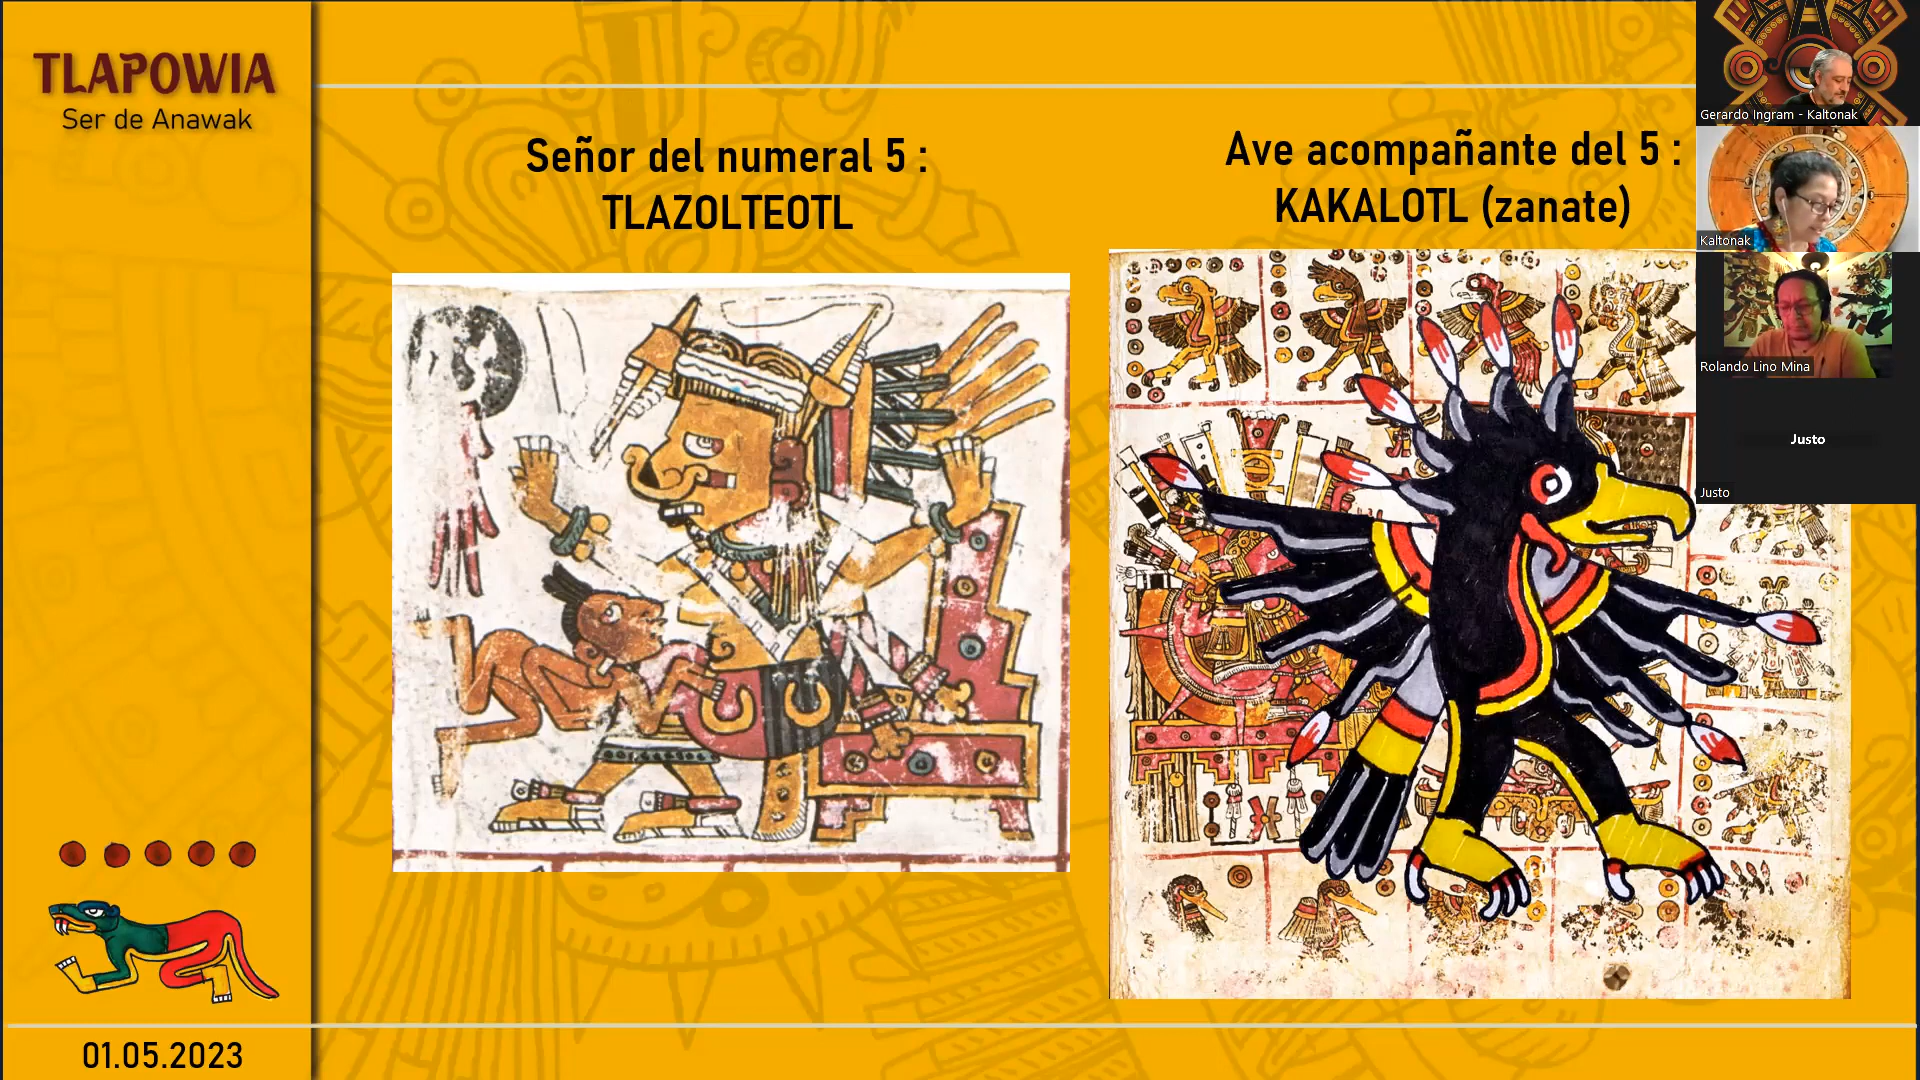 TLAPOWIA
Ser de Anawak
Señor del numeral 5 :
TLAZOLTEOTL
Ave acompañante del 5 :
KAKALOTL (zanate)
Gerardo Ingram - Kaltonak
Kaltonak
Rolando Lino Mina
Justo
Justo
01.05.2023